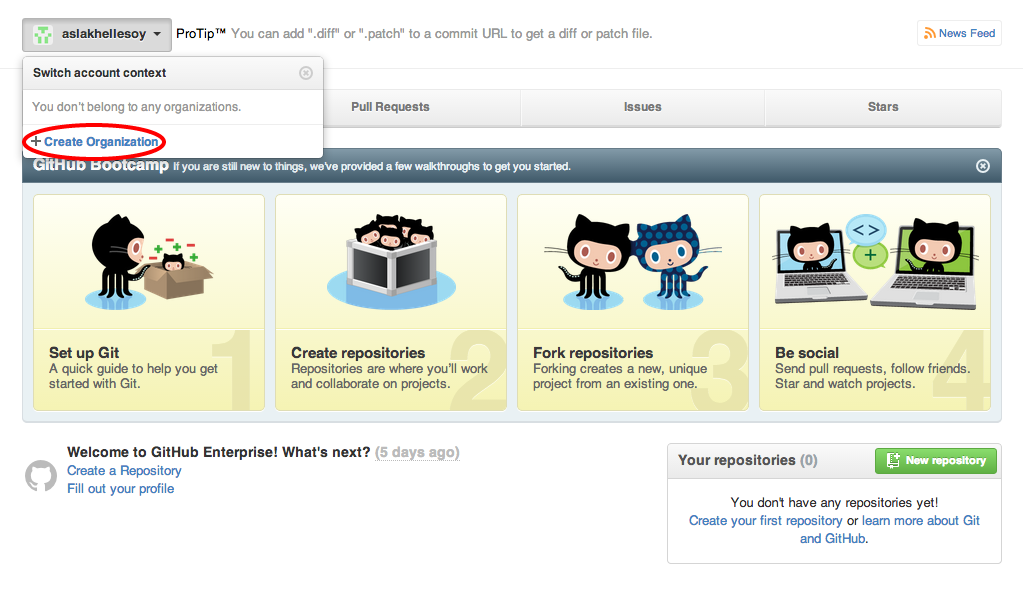 aslakhellesoy
ProTip™ You can add ".diff" or ".patch" to a commit URL to get a diff or patch file.
News Feed
Switch account context
You don't belong to any organizations.
+ Create Organization
Pull Requests
Issues
Stars
GitHub Bootcamp If you are still new to things, we've provided a few walkthroughs to get you started.
< >
+
1
Set up Git
A quick guide to help you get
started with Git.
2
Create repositories
Repositories are where you'll work
and collaborate on projects.
3
Fork repositories
Forking creates a new, unique
project from an existing one.
4
Be social
Send pull requests, follow friends.
Star and watch projects.
Welcome to GitHub Enterprise! What's next? (5 days ago)
Create a Repository
Fill out your profile
Your repositories (0)
New repository
You don't have any repositories yet!
Create your first repository or learn more about Git
and GitHub.